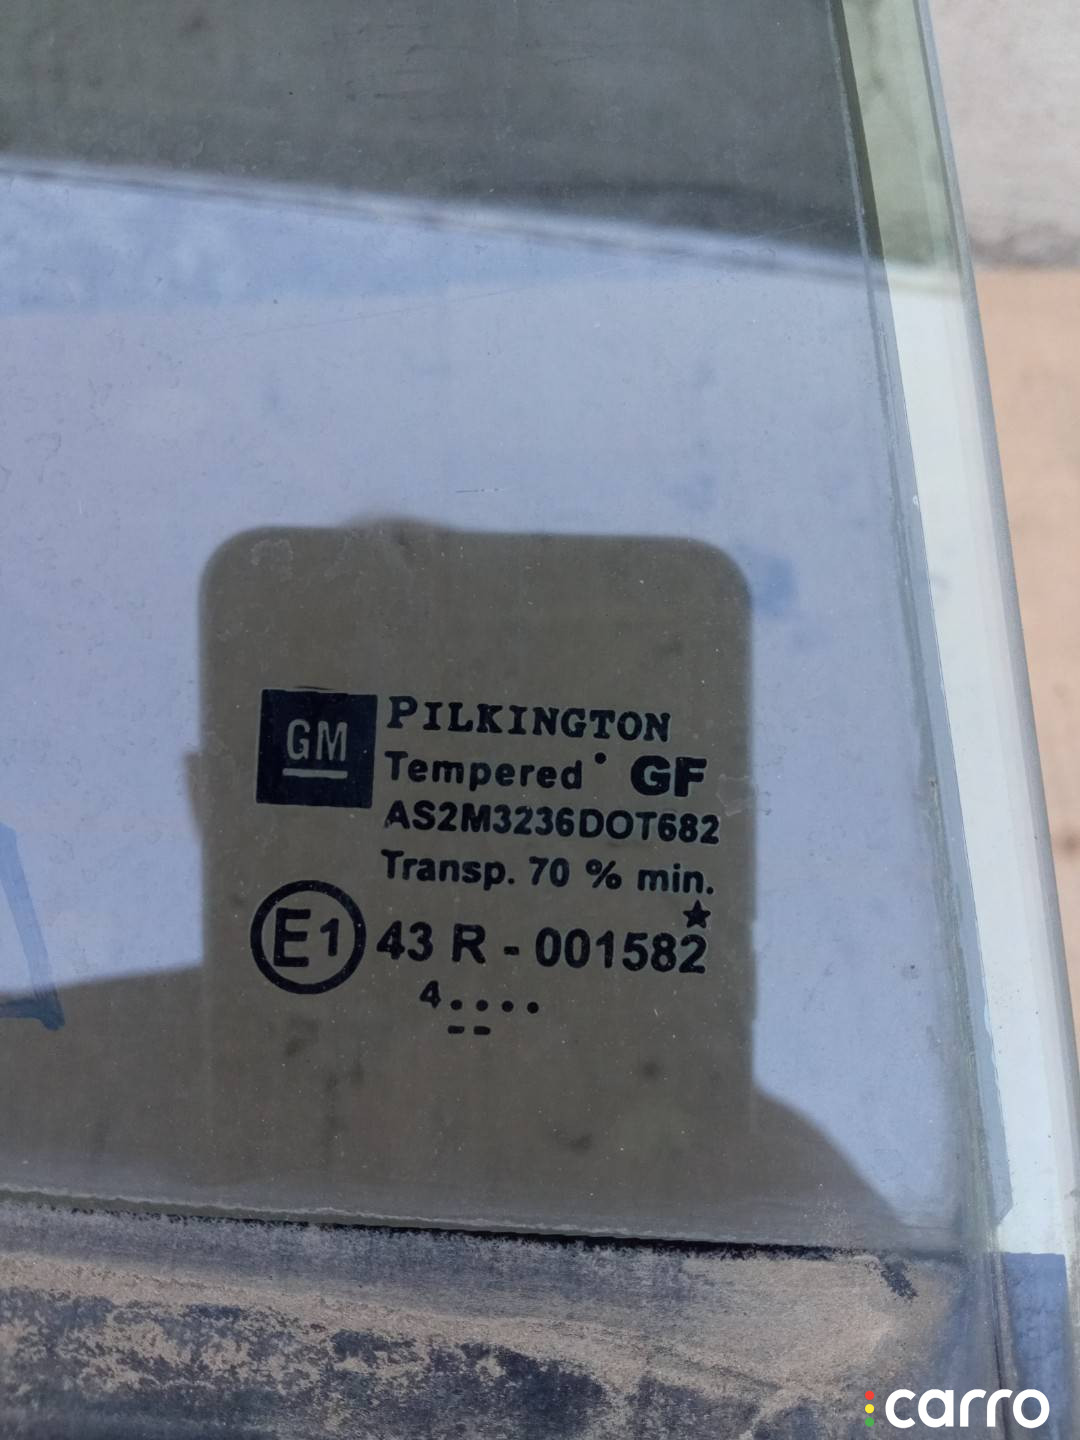 GM
PILKINGTON
Tempered • GF
AS2M3236DOT682
Transp. 70 % min.
★
E1 43 R - 001582
4....
--
carro